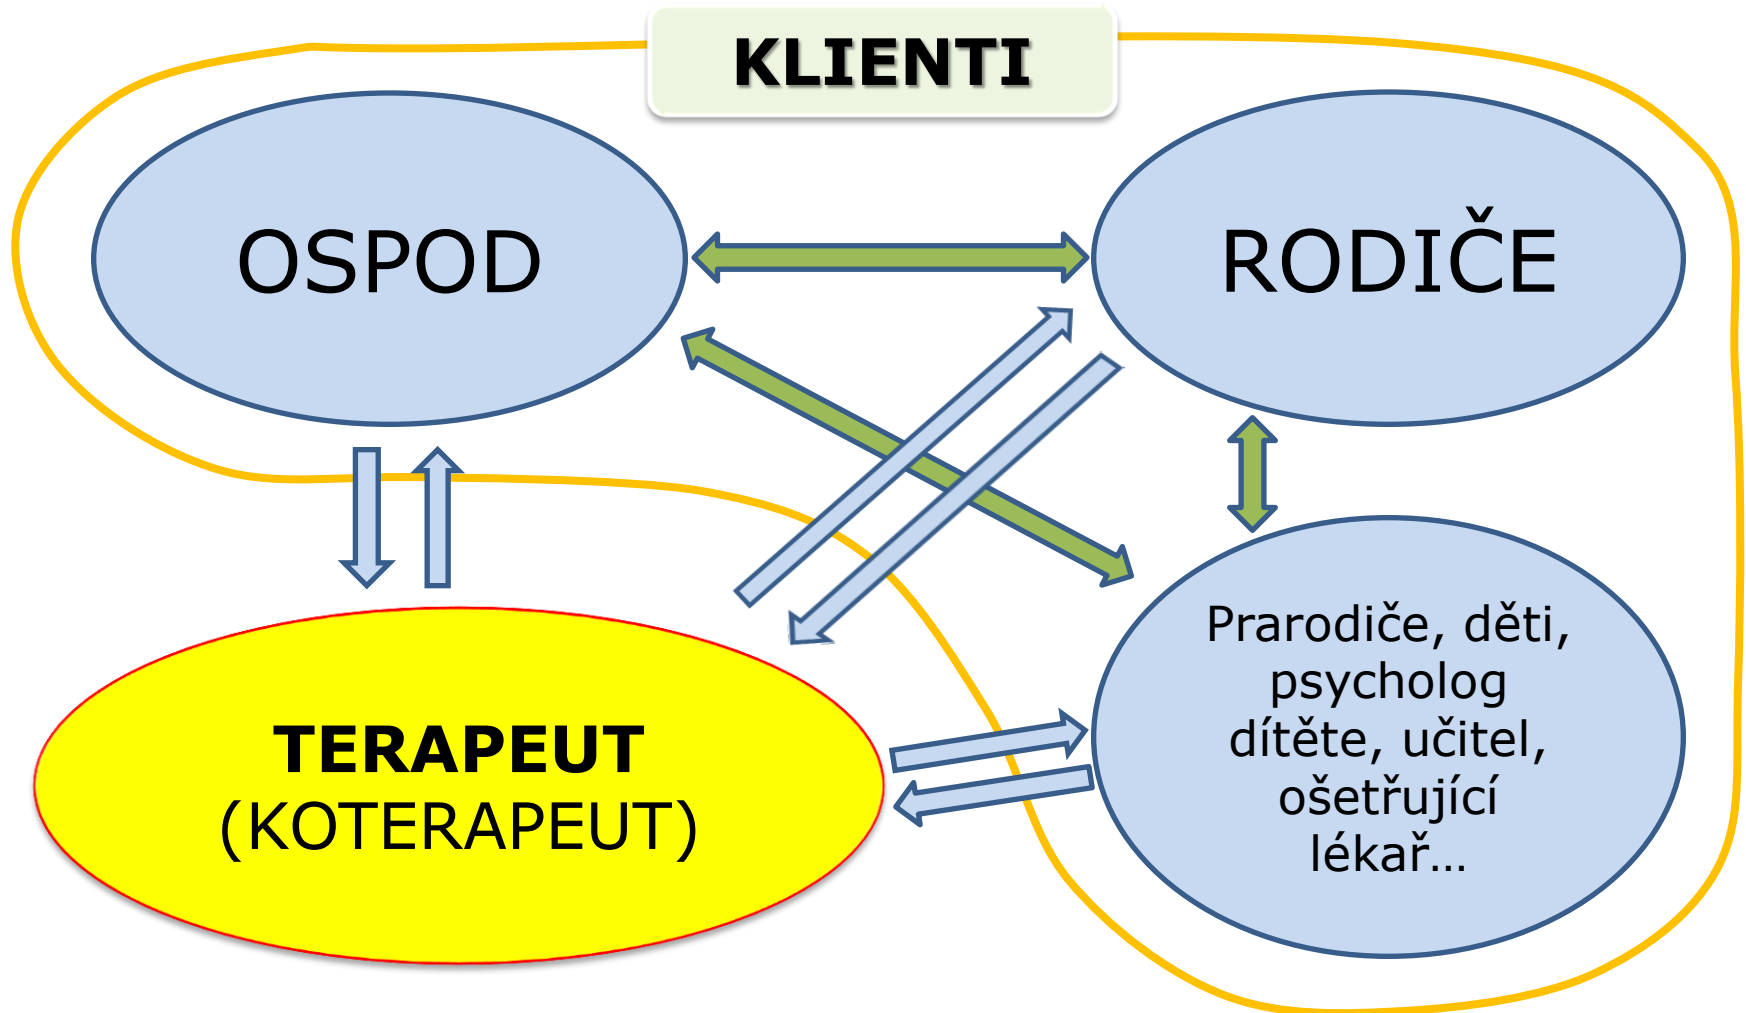 KLIENTI
OSPOD
RODIČE
TERAPEUT
(KOTERAPEUT)
Prarodiče, děti,
psycholog
dítěte, učitel,
ošetřující
lékař…